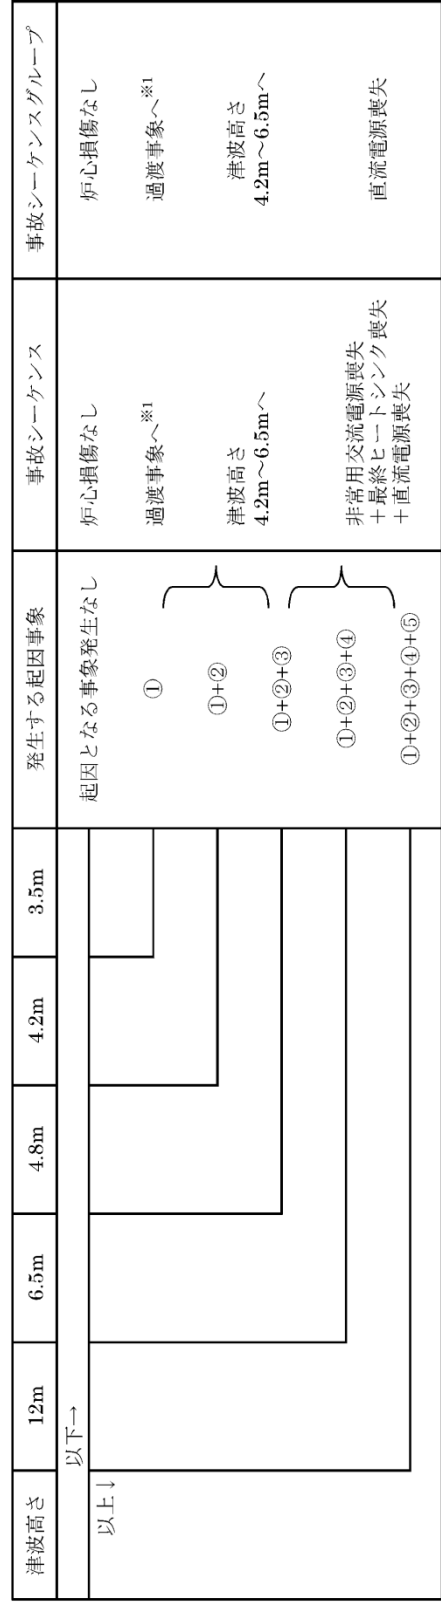 津波高さ
12m
6.5m
4.8m
4.2m
3.5m
発生する起因事象
事故シーケンス
事故シーケンスグループ
以下→
以上↓
起因となる事象発生なし
炉心損傷なし
炉心損傷なし
①
過渡事象へ※1
過渡事象へ※1
①+②
津波高さ
4.2m～6.5mへ
津波高さ
4.2m～6.5mへ
①+②+③
①+②+③+④
非常用交流電源喪失
＋最終ヒートシンク喪失
＋直流電源喪失
直流電源喪失
①+②+③+④+⑤